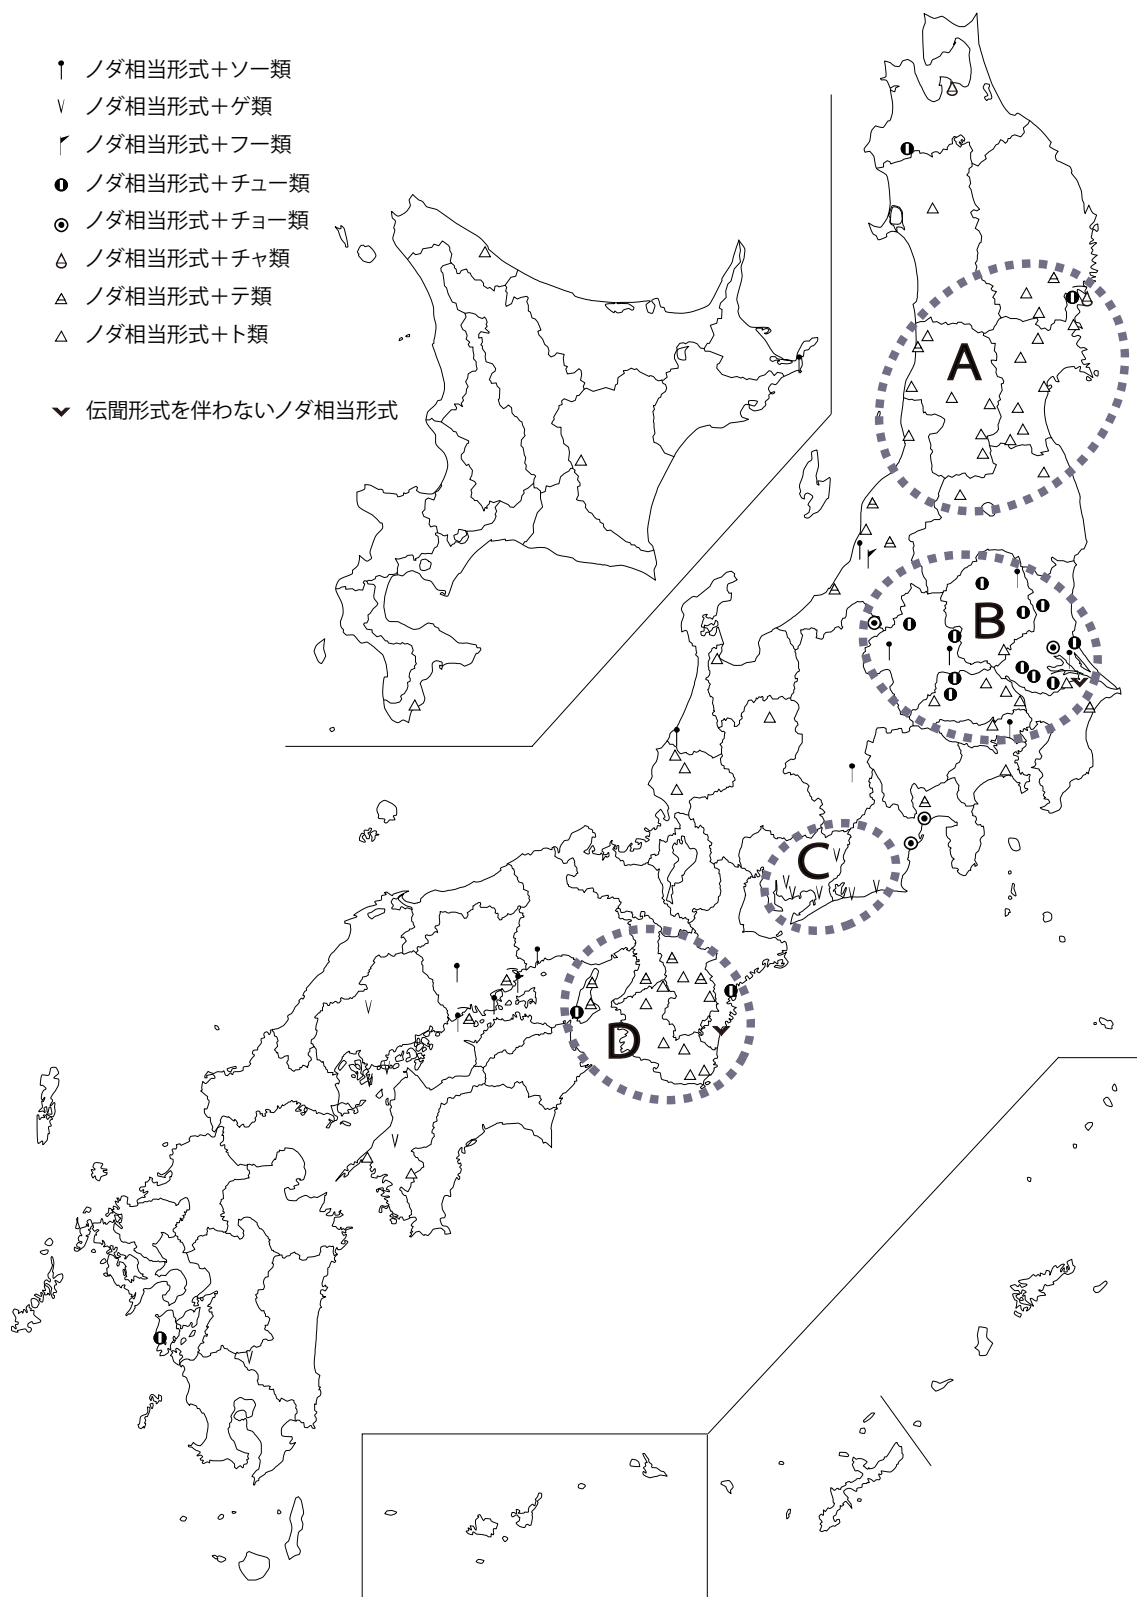 ノダ相当形式＋ソー類
ノダ相当形式＋ゲ類
ノダ相当形式＋フー類
ノダ相当形式＋チュー類
ノダ相当形式＋チョー類
ノダ相当形式＋チャ類
ノダ相当形式＋テ類
ノダ相当形式＋ト類
伝聞形式を伴わないノダ相当形式
A
B
C
D